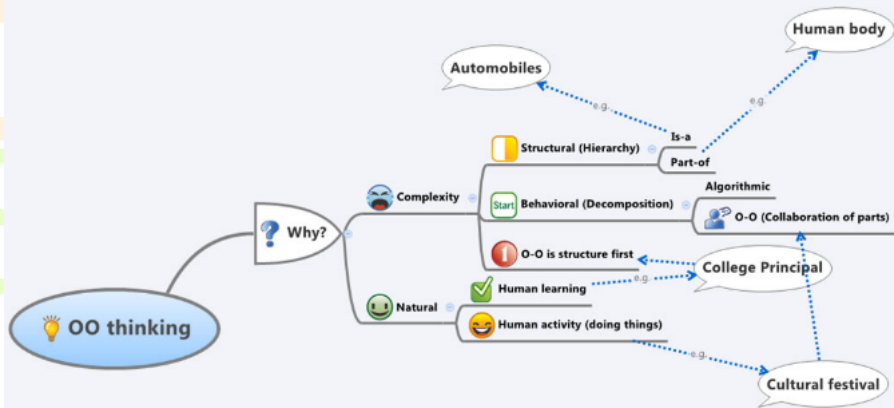 Human body
Automobiles
e.g.
e.g.
Is-a
Structural (Hierarchy)
Part-of
Algorithmic
Complexity
Start
Behavioral (Decomposition)
O-O (Collaboration of parts)
? Why?
1
O-O is structure first
College Principal
e.g.
Human learning
Natural
OO thinking
Human activity (doing things)
e.g.
Cultural festival